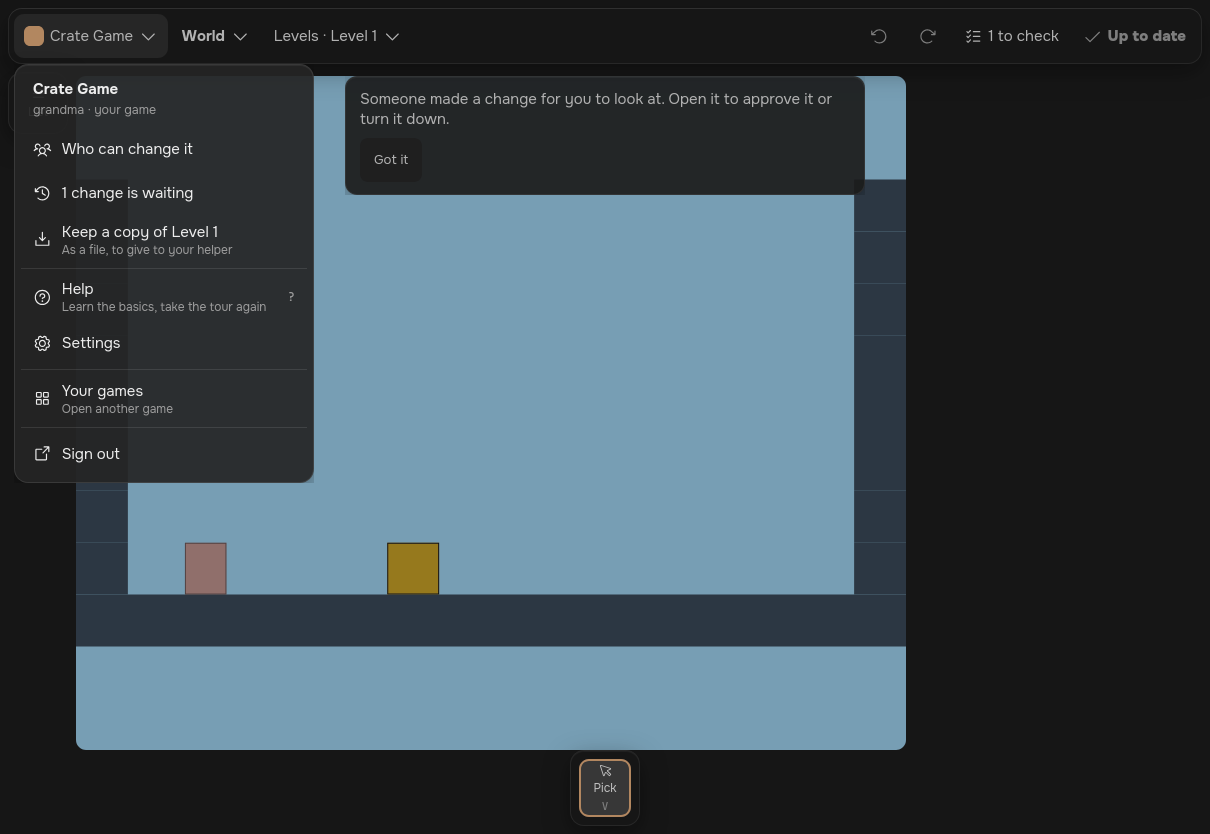 Crate Game
World
Levels · Level 1
1 to check
Up to date
Crate Game
grandma · your game
Who can change it
1 change is waiting
Keep a copy of Level 1
As a file, to give to your helper
Help
Learn the basics, take the tour again
?
Settings
Your games
Open another game
Sign out
Someone made a change for you to look at. Open it to approve it or
turn it down.
Got it
Pick
V